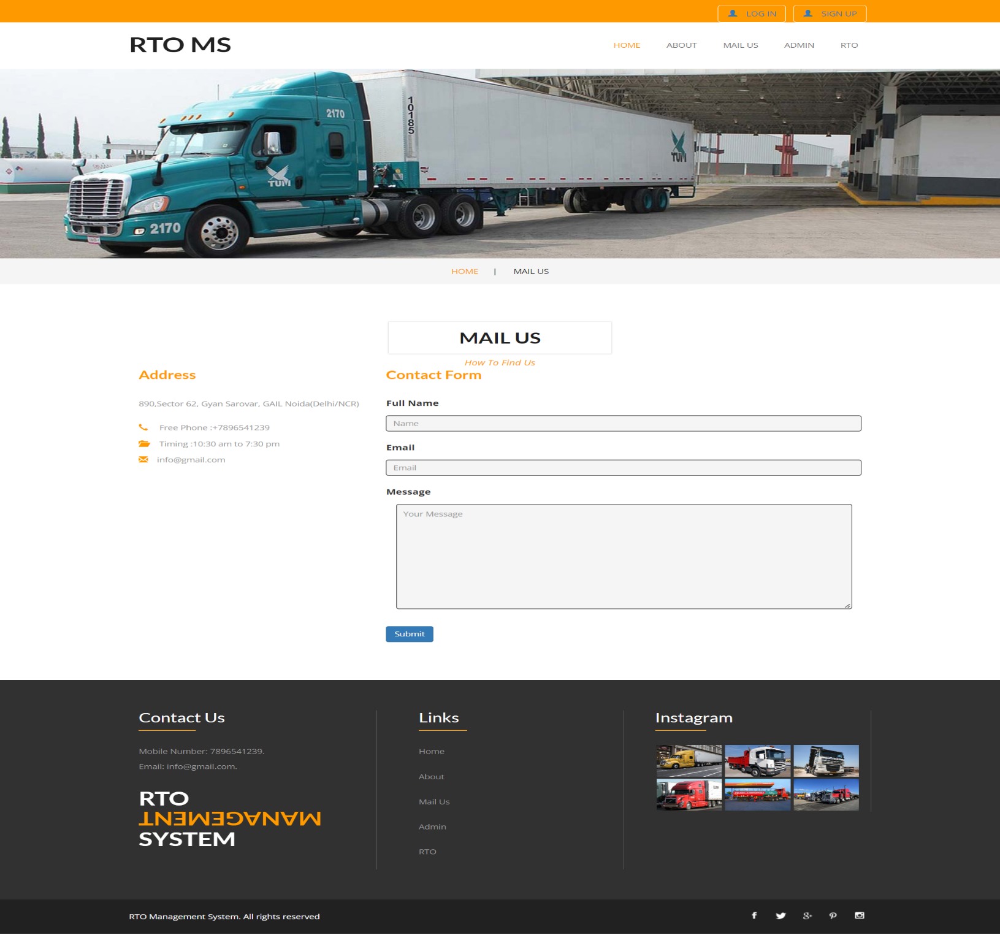 LOG IN
SIGN UP
RTO MS
HOME
ABOUT
MAIL US
ADMIN
RTO
2170
10185
TUM
TUM
2170
HOME | MAIL US
MAIL US
How To Find Us
Address
890,Sector 62, Gyan Sarovar, GAIL Noida(Delhi/NCR)
Free Phone :+7896541239
Timing :10:30 am to 7:30 pm
info@gmail.com
Contact Form
Full Name
Name
Email
Email
Message
Your Message
Submit
Contact Us
Mobile Number: 7896541239.
Email: info@gmail.com.
RTO
MANAGEMENT
SYSTEM
Links
Home
About
Mail Us
Admin
RTO
Instagram
RTO Management System. All rights reserved